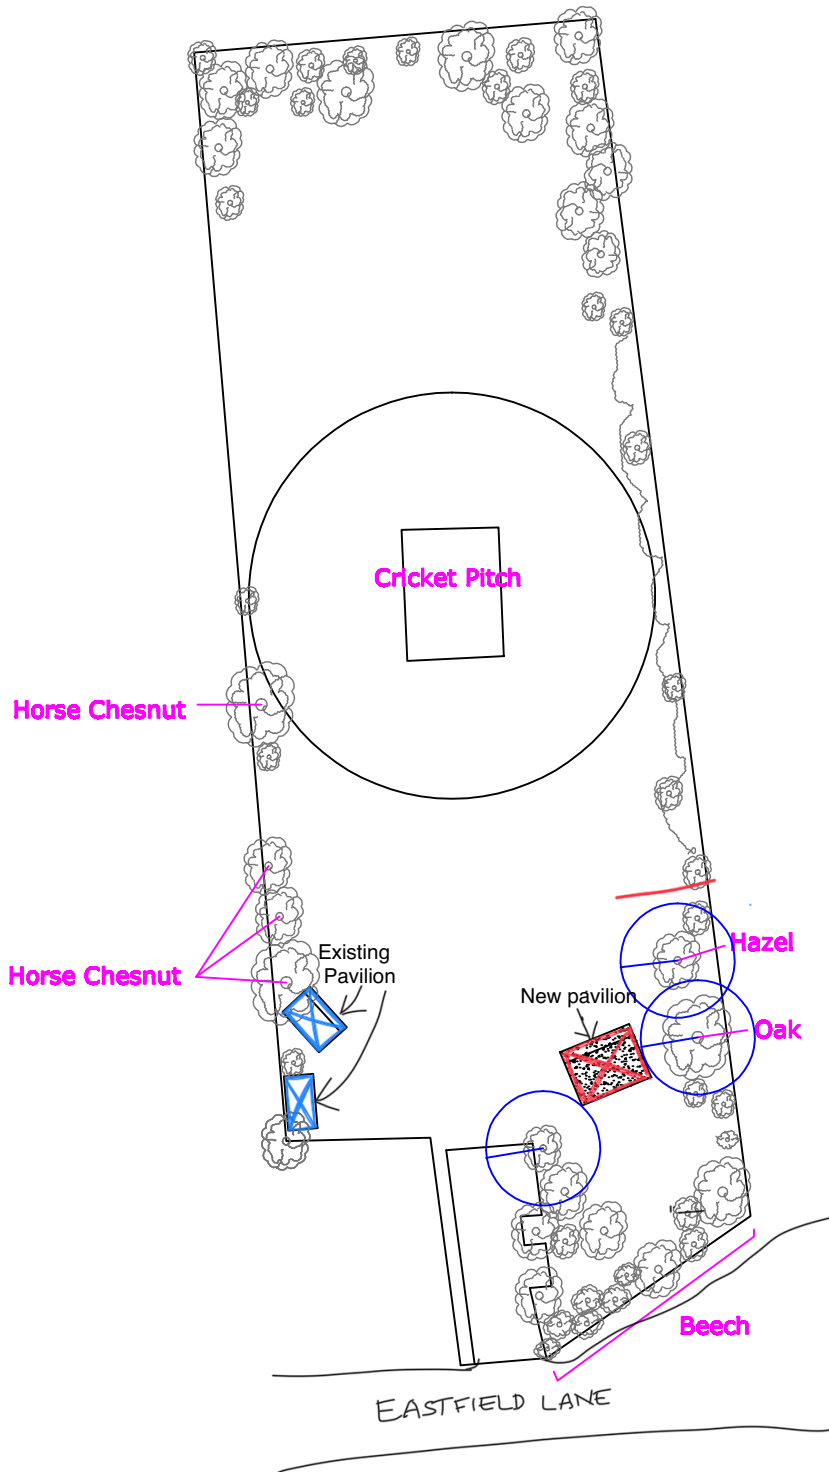 Cricket Pitch
Horse Chesnut
Existing
Pavilion
Hazel
Horse Chesnut
New pavilion
Oak
Beech
EASTFIELD LANE